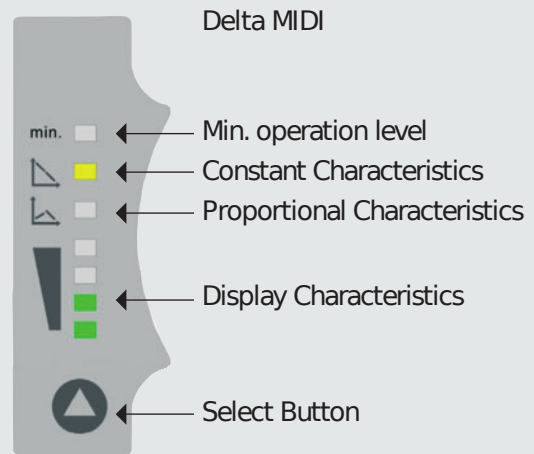 Delta MIDI
min.
Min. operation level
Constant Characteristics
Proportional Characteristics
Display Characteristics
Select Button